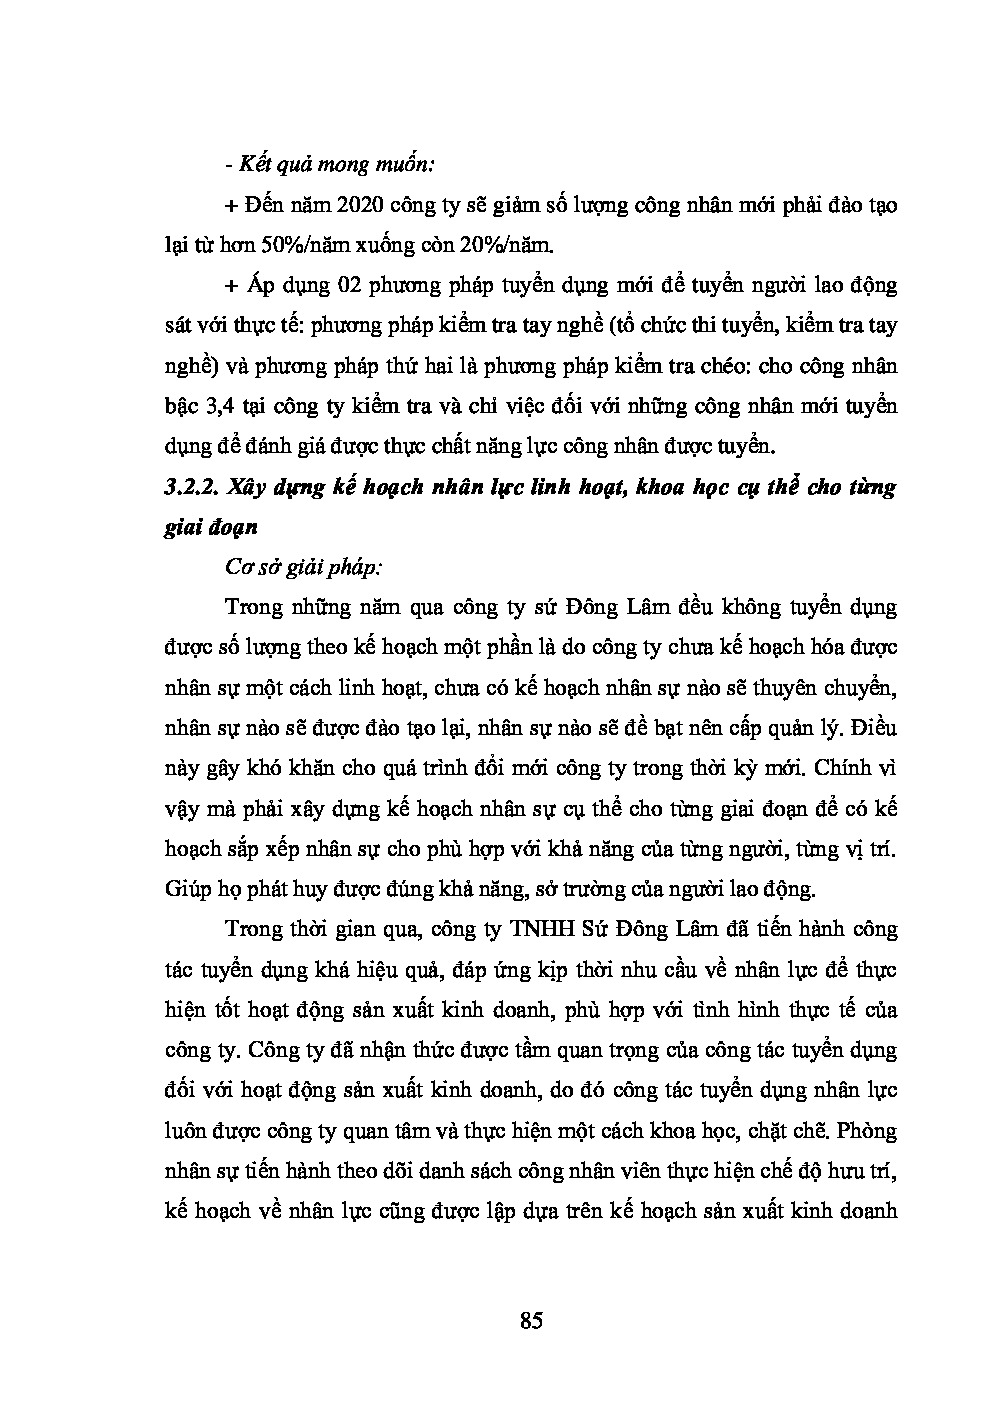 - Kết quả mong muốn:
+ Đến năm 2020 công ty sẽ giảm số lượng công nhân mới phải đào tạo
lại từ hơn 50%/năm xuống còn 20%/năm.
+ Áp dụng 02 phương pháp tuyển dụng mới để tuyển người lao động
sát với thực tế: phương pháp kiểm tra tay nghề (tổ chức thi tuyển, kiểm tra tay
nghề) và phương pháp thứ hai là phương pháp kiểm tra chéo: cho công nhân
bậc 3,4 tại công ty kiểm tra và chỉ việc đối với những công nhân mới tuyển
dụng để đánh giá được thực chất năng lực công nhân được tuyển.
3.2.2. Xây dựng kế hoạch nhân lực linh hoạt, khoa học cụ thể cho từng
giai đoạn
Cơ sở giải pháp:
Trong những năm qua công ty sứ Đông Lâm đều không tuyển dụng
được số lượng theo kế hoạch một phần là do công ty chưa kế hoạch hóa được
nhân sự một cách linh hoạt, chưa có kế hoạch nhân sự nào sẽ thuyên chuyển,
nhân sự nào sẽ được đào tạo lại, nhân sự nào sẽ đề bạt nên cấp quản lý. Điều
này gây khó khăn cho quá trình đổi mới công ty trong thời kỳ mới. Chính vì
vậy mà phải xây dựng kế hoạch nhân sự cụ thể cho từng giai đoạn để có kế
hoạch sắp xếp nhân sự cho phù hợp với khả năng của từng người, từng vị trí.
Giúp họ phát huy được đúng khả năng, sở trường của người lao động.
Trong thời gian qua, công ty TNHH Sứ Đông Lâm đã tiến hành công
tác tuyển dụng khá hiệu quả, đáp ứng kịp thời nhu cầu về nhân lực để thực
hiện tốt hoạt động sản xuất kinh doanh, phù hợp với tình hình thực tế của
công ty. Công ty đã nhận thức được tầm quan trọng của công tác tuyển dụng
đối với hoạt động sản xuất kinh doanh, do đó công tác tuyển dụng nhân lực
luôn được công ty quan tâm và thực hiện một cách khoa học, chặt chẽ. Phòng
nhân sự tiến hành theo dõi danh sách công nhân viên thực hiện chế độ hưu trí,
kế hoạch về nhân lực cũng được lập dựa trên kế hoạch sản xuất kinh doanh
85